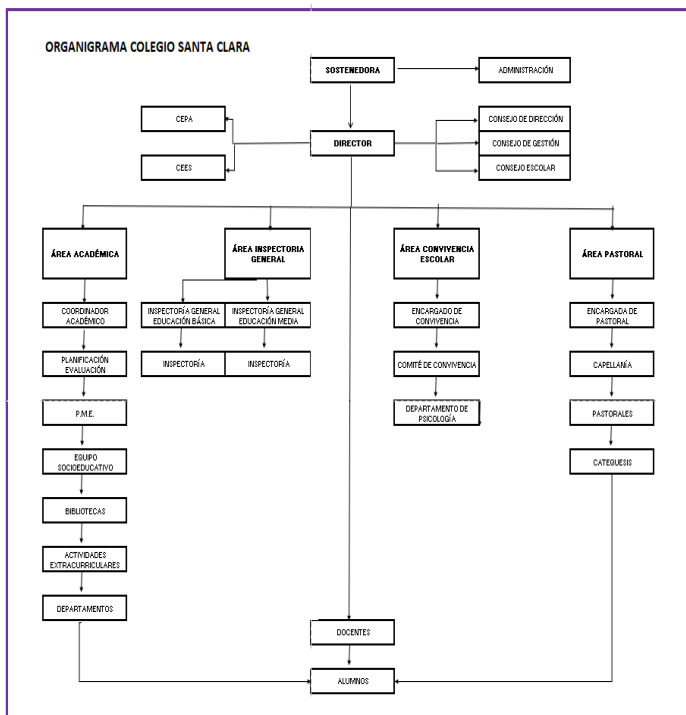 ORGANIGRAMA COLEGIO SANTA CLARA
SOSTENEDORA
ADMINISTRACIÓN
CEPA
CONSEJO DE DIRECCIÓN
DIRECTOR
CONSEJO DE GESTIÓN
CEES
CONSEJO ESCOLAR
ÁREA ACADÉMICA
ÁREA INSPECTORIA
GENERAL
ÁREA CONVIVENCIA
ESCOLAR
ÁREA PASTORAL
COORDINADOR
ACADÉMICO
INSPECTORÍA GENERAL
EDUCACIÓN BÁSICA
INSPECTORÍA GENERAL
EDUCACIÓN MEDIA
ENCARGADO DE
CONVIVENCIA
ENCARGADA DE
PASTORAL
PLANIFICACIÓN
EVALUACIÓN
INSPECTORÍA
INSPECTORÍA
COMITÉ DE CONVIVENCIA
CAPELLANÍA
P.M.E.
DEPARTAMENTO DE
PSICOLOGÍA
PASTORALES
EQUIPO
SOCIOEDUCATIVO
CATEQUESIS
BIBLIOTECAS
ACTIVIDADES
EXTRACURRICULARES
DEPARTAMENTOS
DOCENTES
ALUMNOS